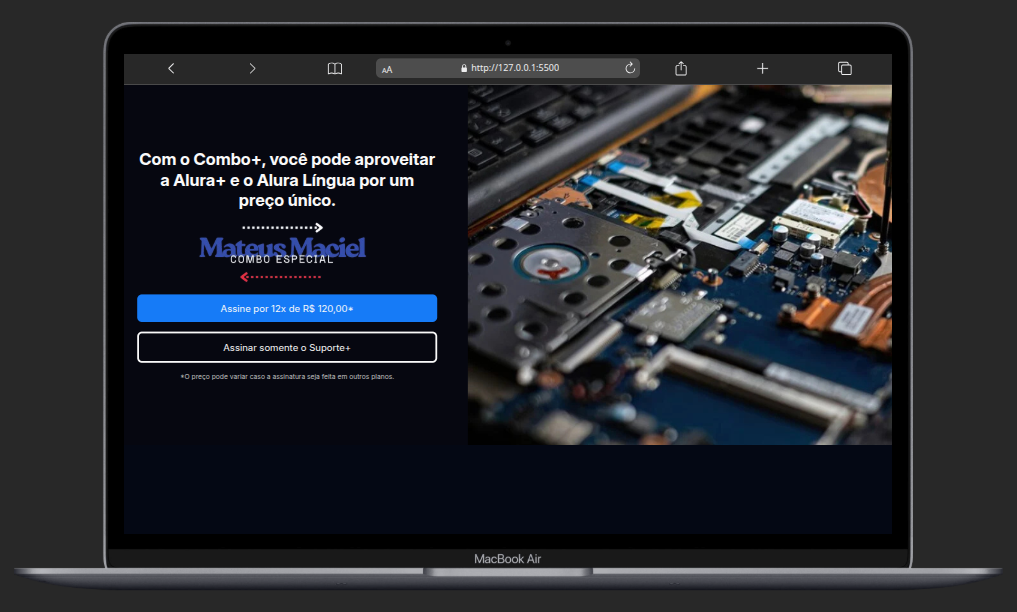 AA
http://127.0.0.1:5500
Com o Combo+, você pode aproveitar
a Alura+ e o Alura Língua por um
preço único.
Mateus Maciel
COMBO ESPECIAL
Assine por 12x de R$ 120,00*
Assinar somente o Suporte+
*O preço pode variar caso a assinatura seja feita em outros planos.
MacBook Air